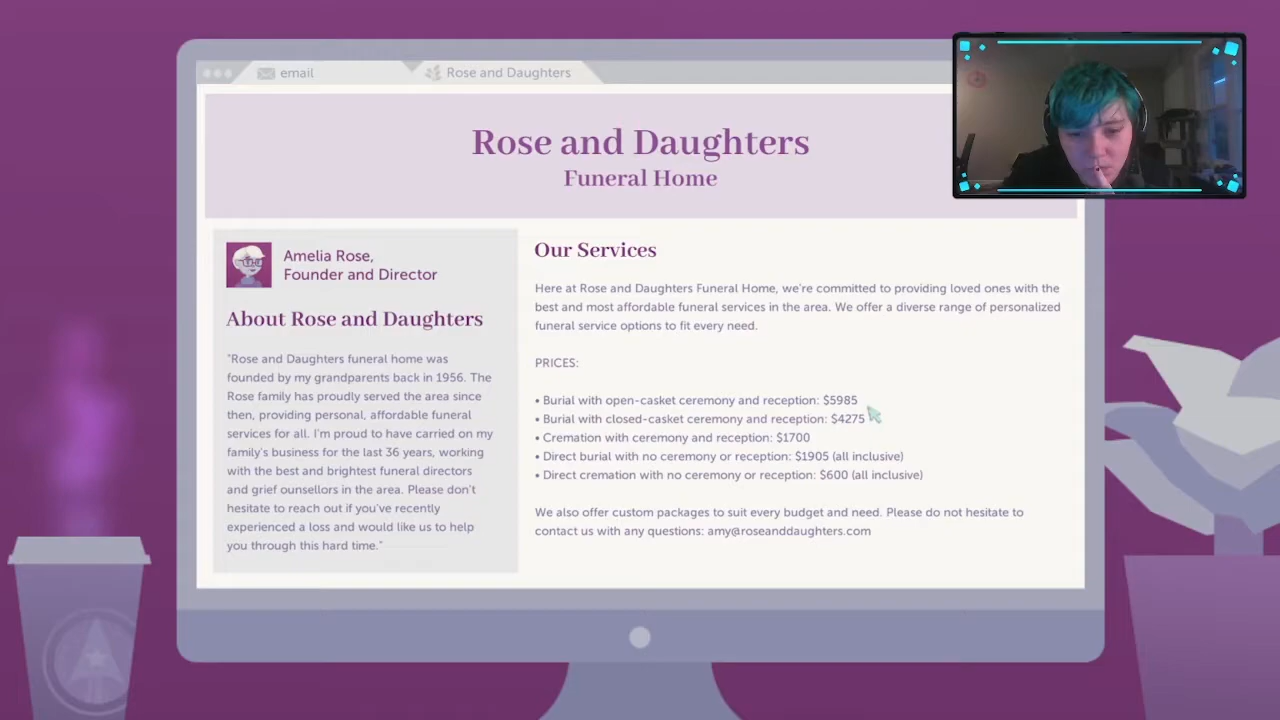 email
Rose and Daughters
Rose and Daughters
Funeral Home
Amelia Rose,
Founder and Director
About Rose and Daughters
"Rose and Daughters funeral home was
founded by my grandparents back in 1956. The
Rose family has proudly served the area since
then, providing personal, affordable funeral
services for all. I'm proud to have carried on my
family's business for the last 36 years, working
with the best and brightest funeral directors
and grief ounsellors in the area. Please don't
hesitate to reach out if you've recently
experienced a loss and would like us to help
you through this hard time."
Our Services
Here at Rose and Daughters Funeral Home, we're committed to providing loved ones with the
best and most affordable funeral services in the area. We offer a diverse range of personalized
funeral service options to fit every need.
PRICES:
• Burial with open-casket ceremony and reception: $5985
• Burial with closed-casket ceremony and reception: $4275
• Cremation with ceremony and reception: $1700
• Direct burial with no ceremony or reception: $1905 (all inclusive)
• Direct cremation with no ceremony or reception: $600 (all inclusive)
We also offer custom packages to suit every budget and need. Please do not hesitate to
contact us with any questions: amy@roseanddaughters.com